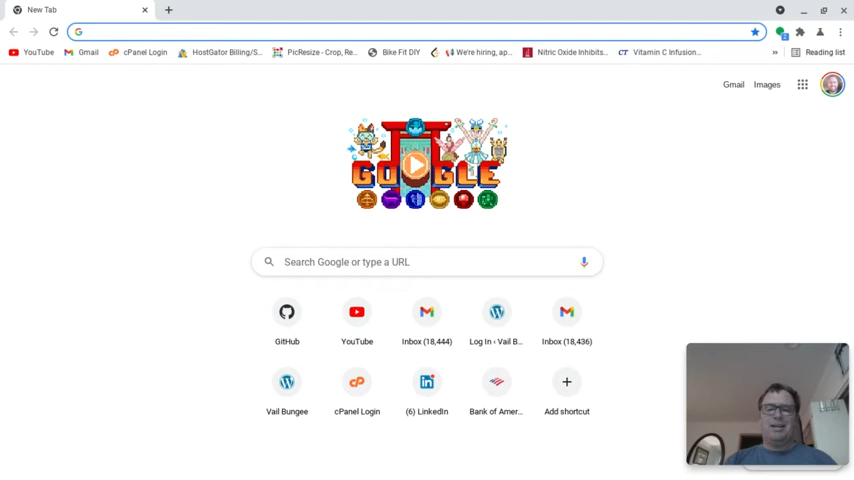 New Tab
YouTube Gmail cPanel Login HostGator Billing/S... PicResize - Crop, Re... Bike Fit DIY We're hiring, ap... Nitric Oxide Inhibits... CT Vitamin C Infusion... » Reading list
Gmail Images
GOOGLE
Search Google or type a URL
GitHub YouTube Inbox (18,444) Log In ‹ Vail B... Inbox (18,436)
Vail Bungee cPanel Login (6) LinkedIn Bank of Amer... Add shortcut